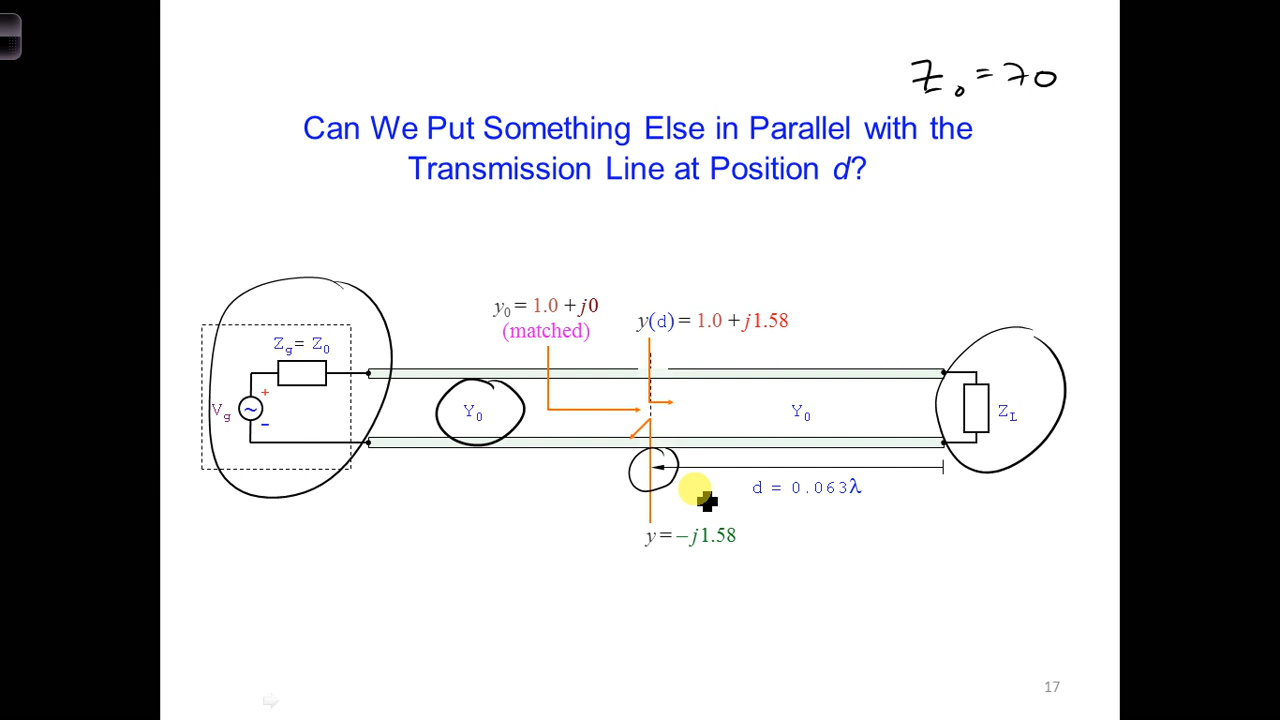 Z₀ = 70
Can We Put Something Else in Parallel with the
Transmission Line at Position d?
y₀ = 1.0 + j0
(matched)
y(d) = 1.0 + j1.58
Zg = Z₀
+
Vg
~
-
Y₀
Y₀
ZL
d = 0.063λ
y = −j1.58
17